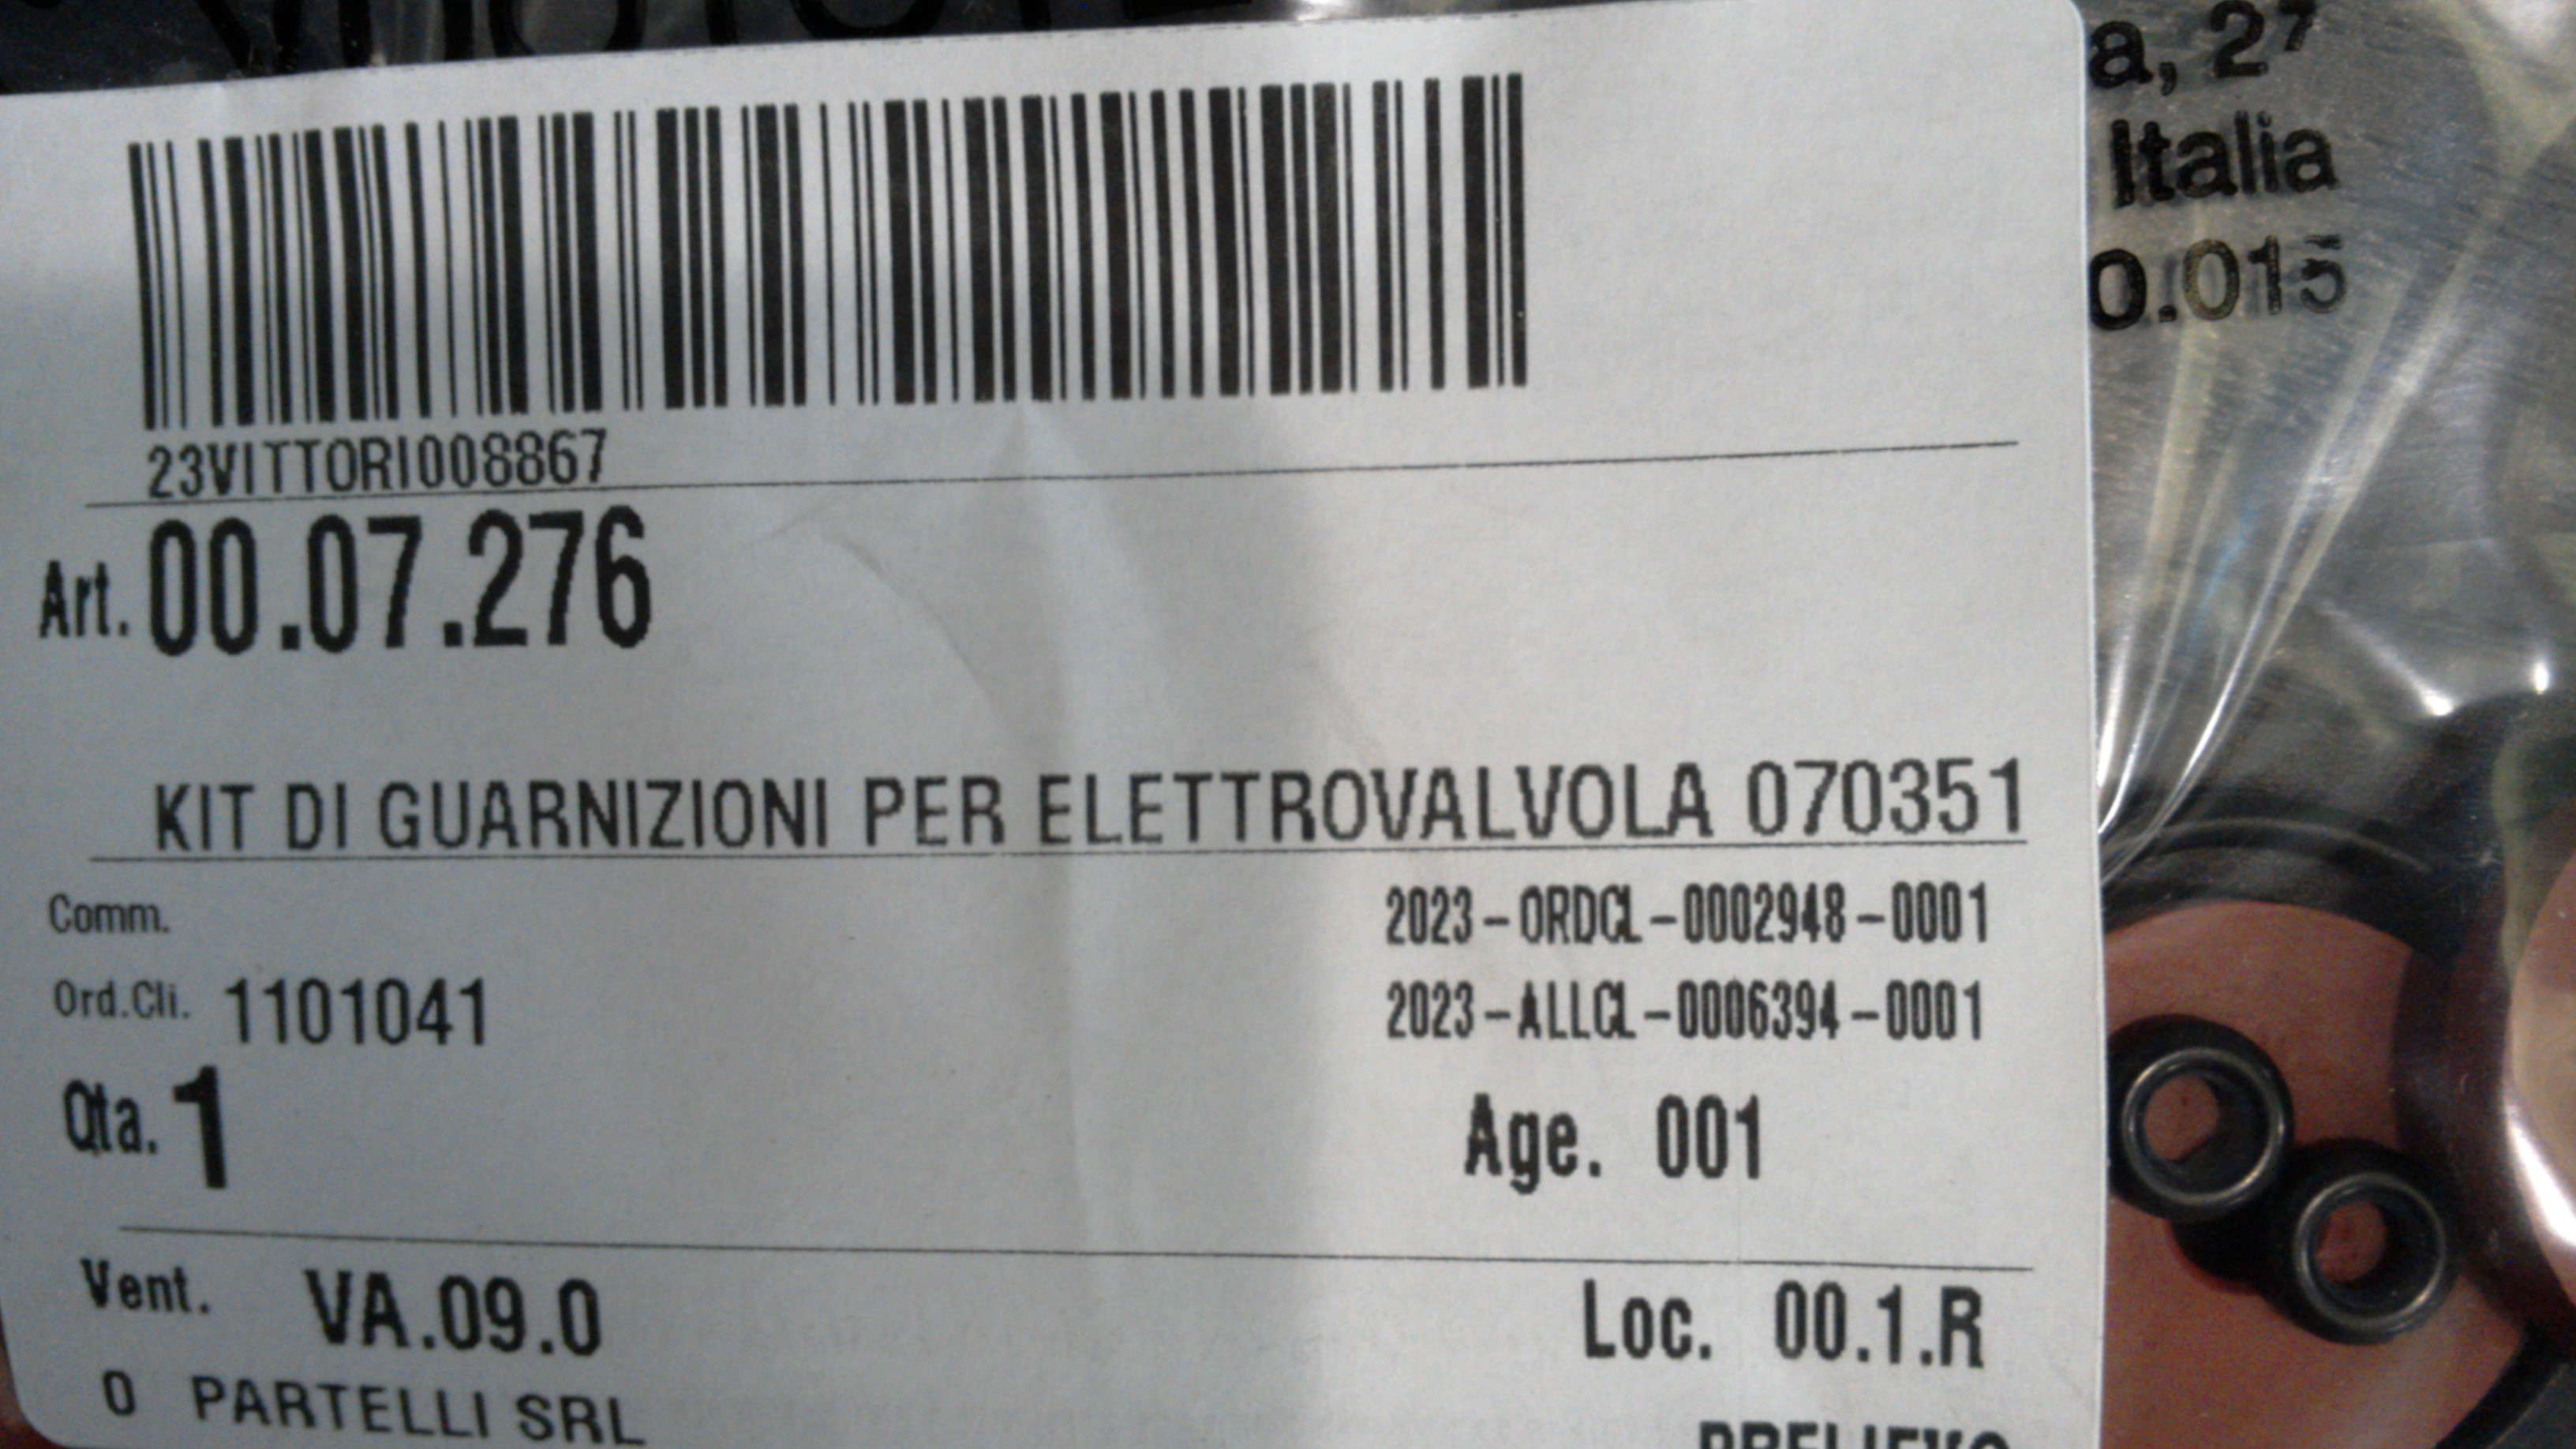 a, 27
Italia
0.015
23VITTORI008867
Art. 00.07.276
KIT DI GUARNIZIONI PER ELETTROVALVOLA 070351
Comm.
2023-ORDCL-0002948-0001
Ord.Cli. 1101041
2023-ALLCL-0006394-0001
Qta. 1
Age. 001
Vent. VA.09.0
Loc. 00.1.R
0 PARTELLI SRL
PRELIEVO